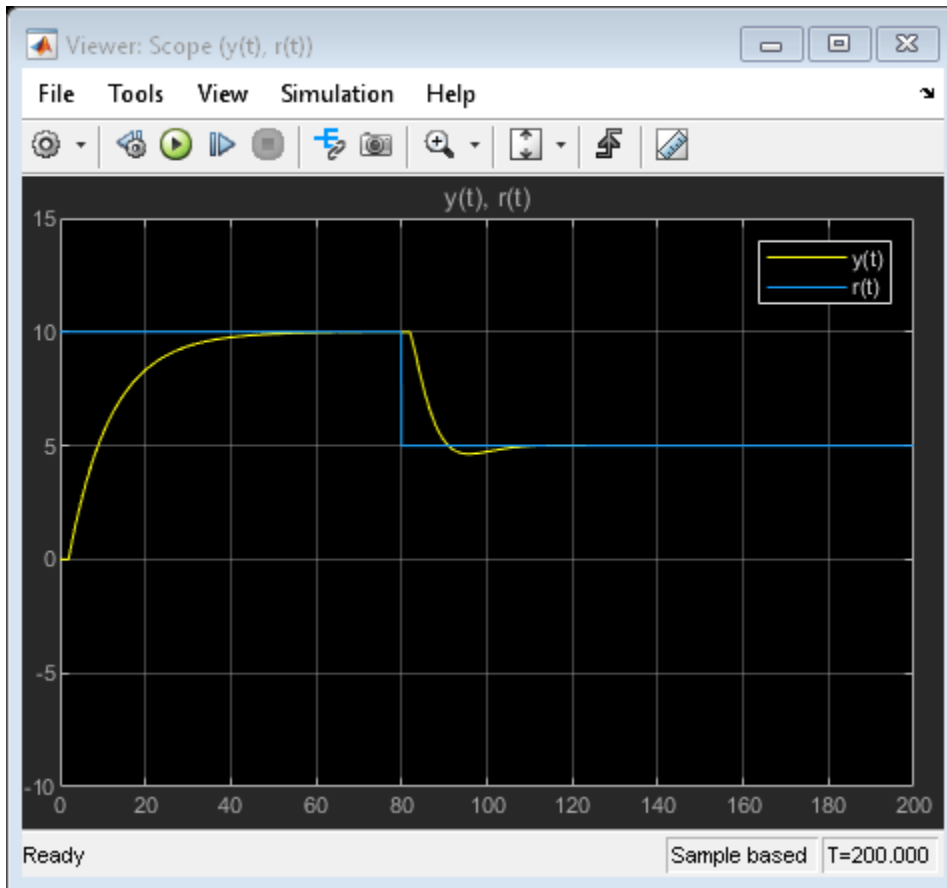 Viewer: Scope (y(t), r(t))
File Tools View Simulation Help
y(t), r(t)
15
y(t)
r(t)
10
5
0
-5
-10
0 20 40 60 80 100 120 140 160 180 200
Ready Sample based T=200.000